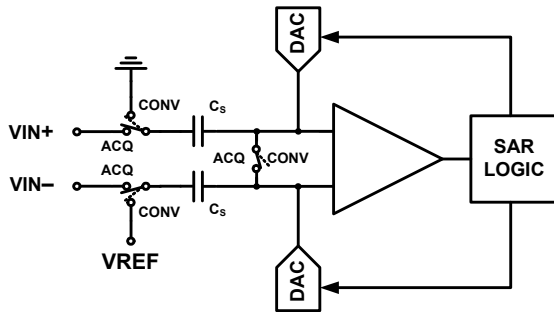 DAC
CONV
Cs
VIN+
ACQ
ACQ CONV
SAR
LOGIC
ACQ
VIN–
Cs
CONV
VREF
DAC